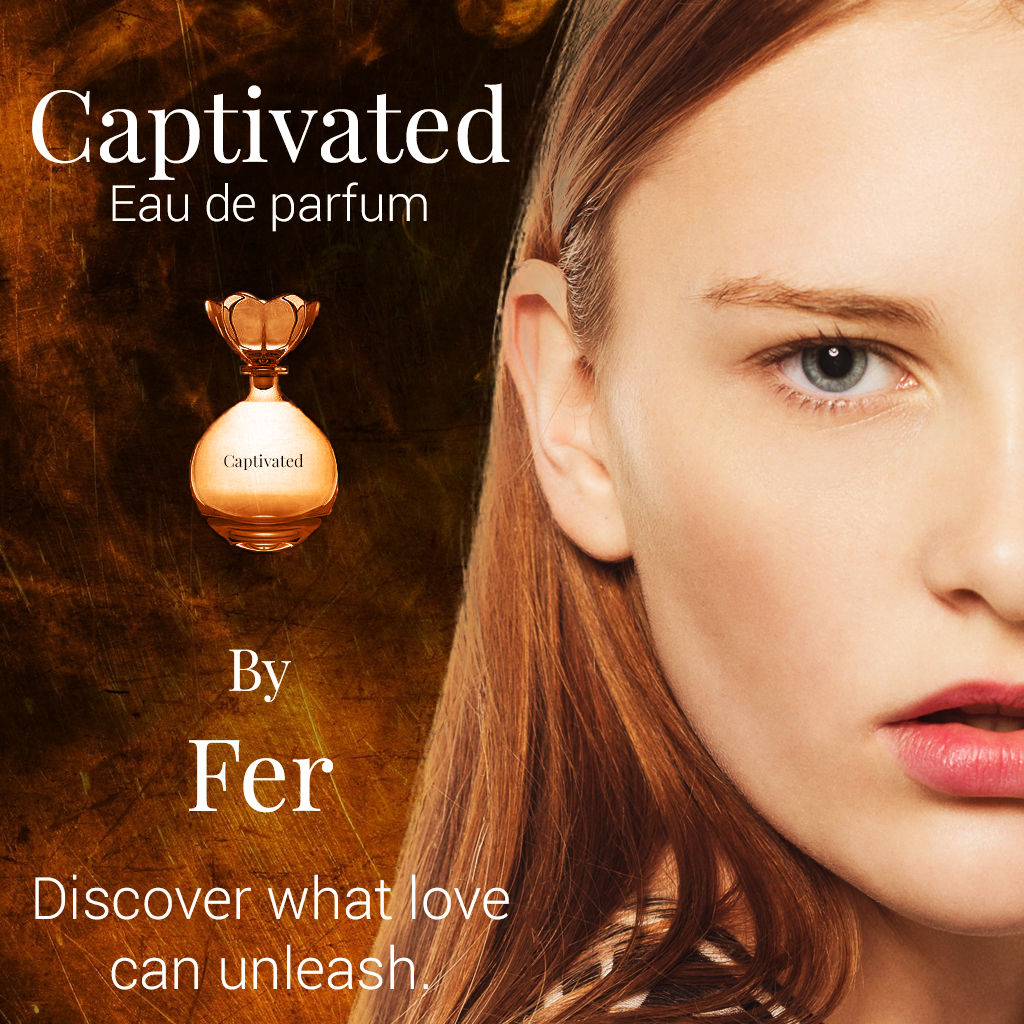 Captivated
Eau de parfum
Captivated
By
Fer
Discover what love
can unleash.